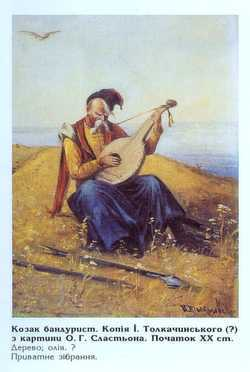 Козак бандурист. Копія Ї. Толкачинського (?)
з картини О. Г. Сластьона. Початок XX ст.
Дерево; олія. ?
Приватне зібрання.